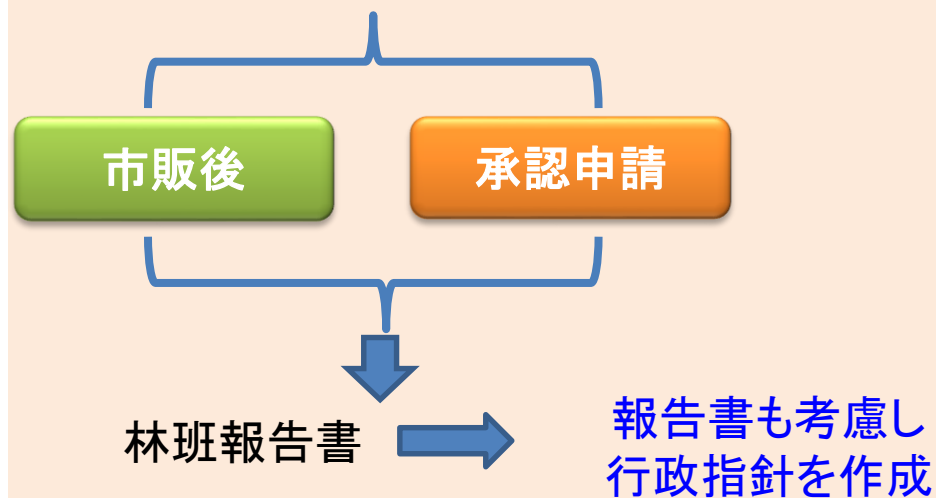 市販後
承認申請
林班報告書
報告書も考慮し
行政指針を作成